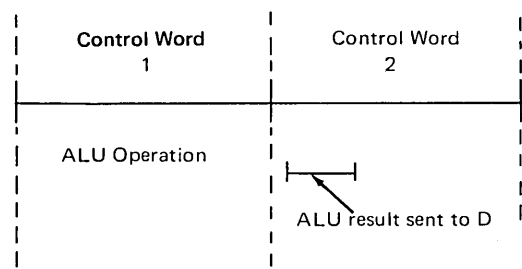 Control Word
1
Control Word
2
ALU Operation
ALU result sent to D